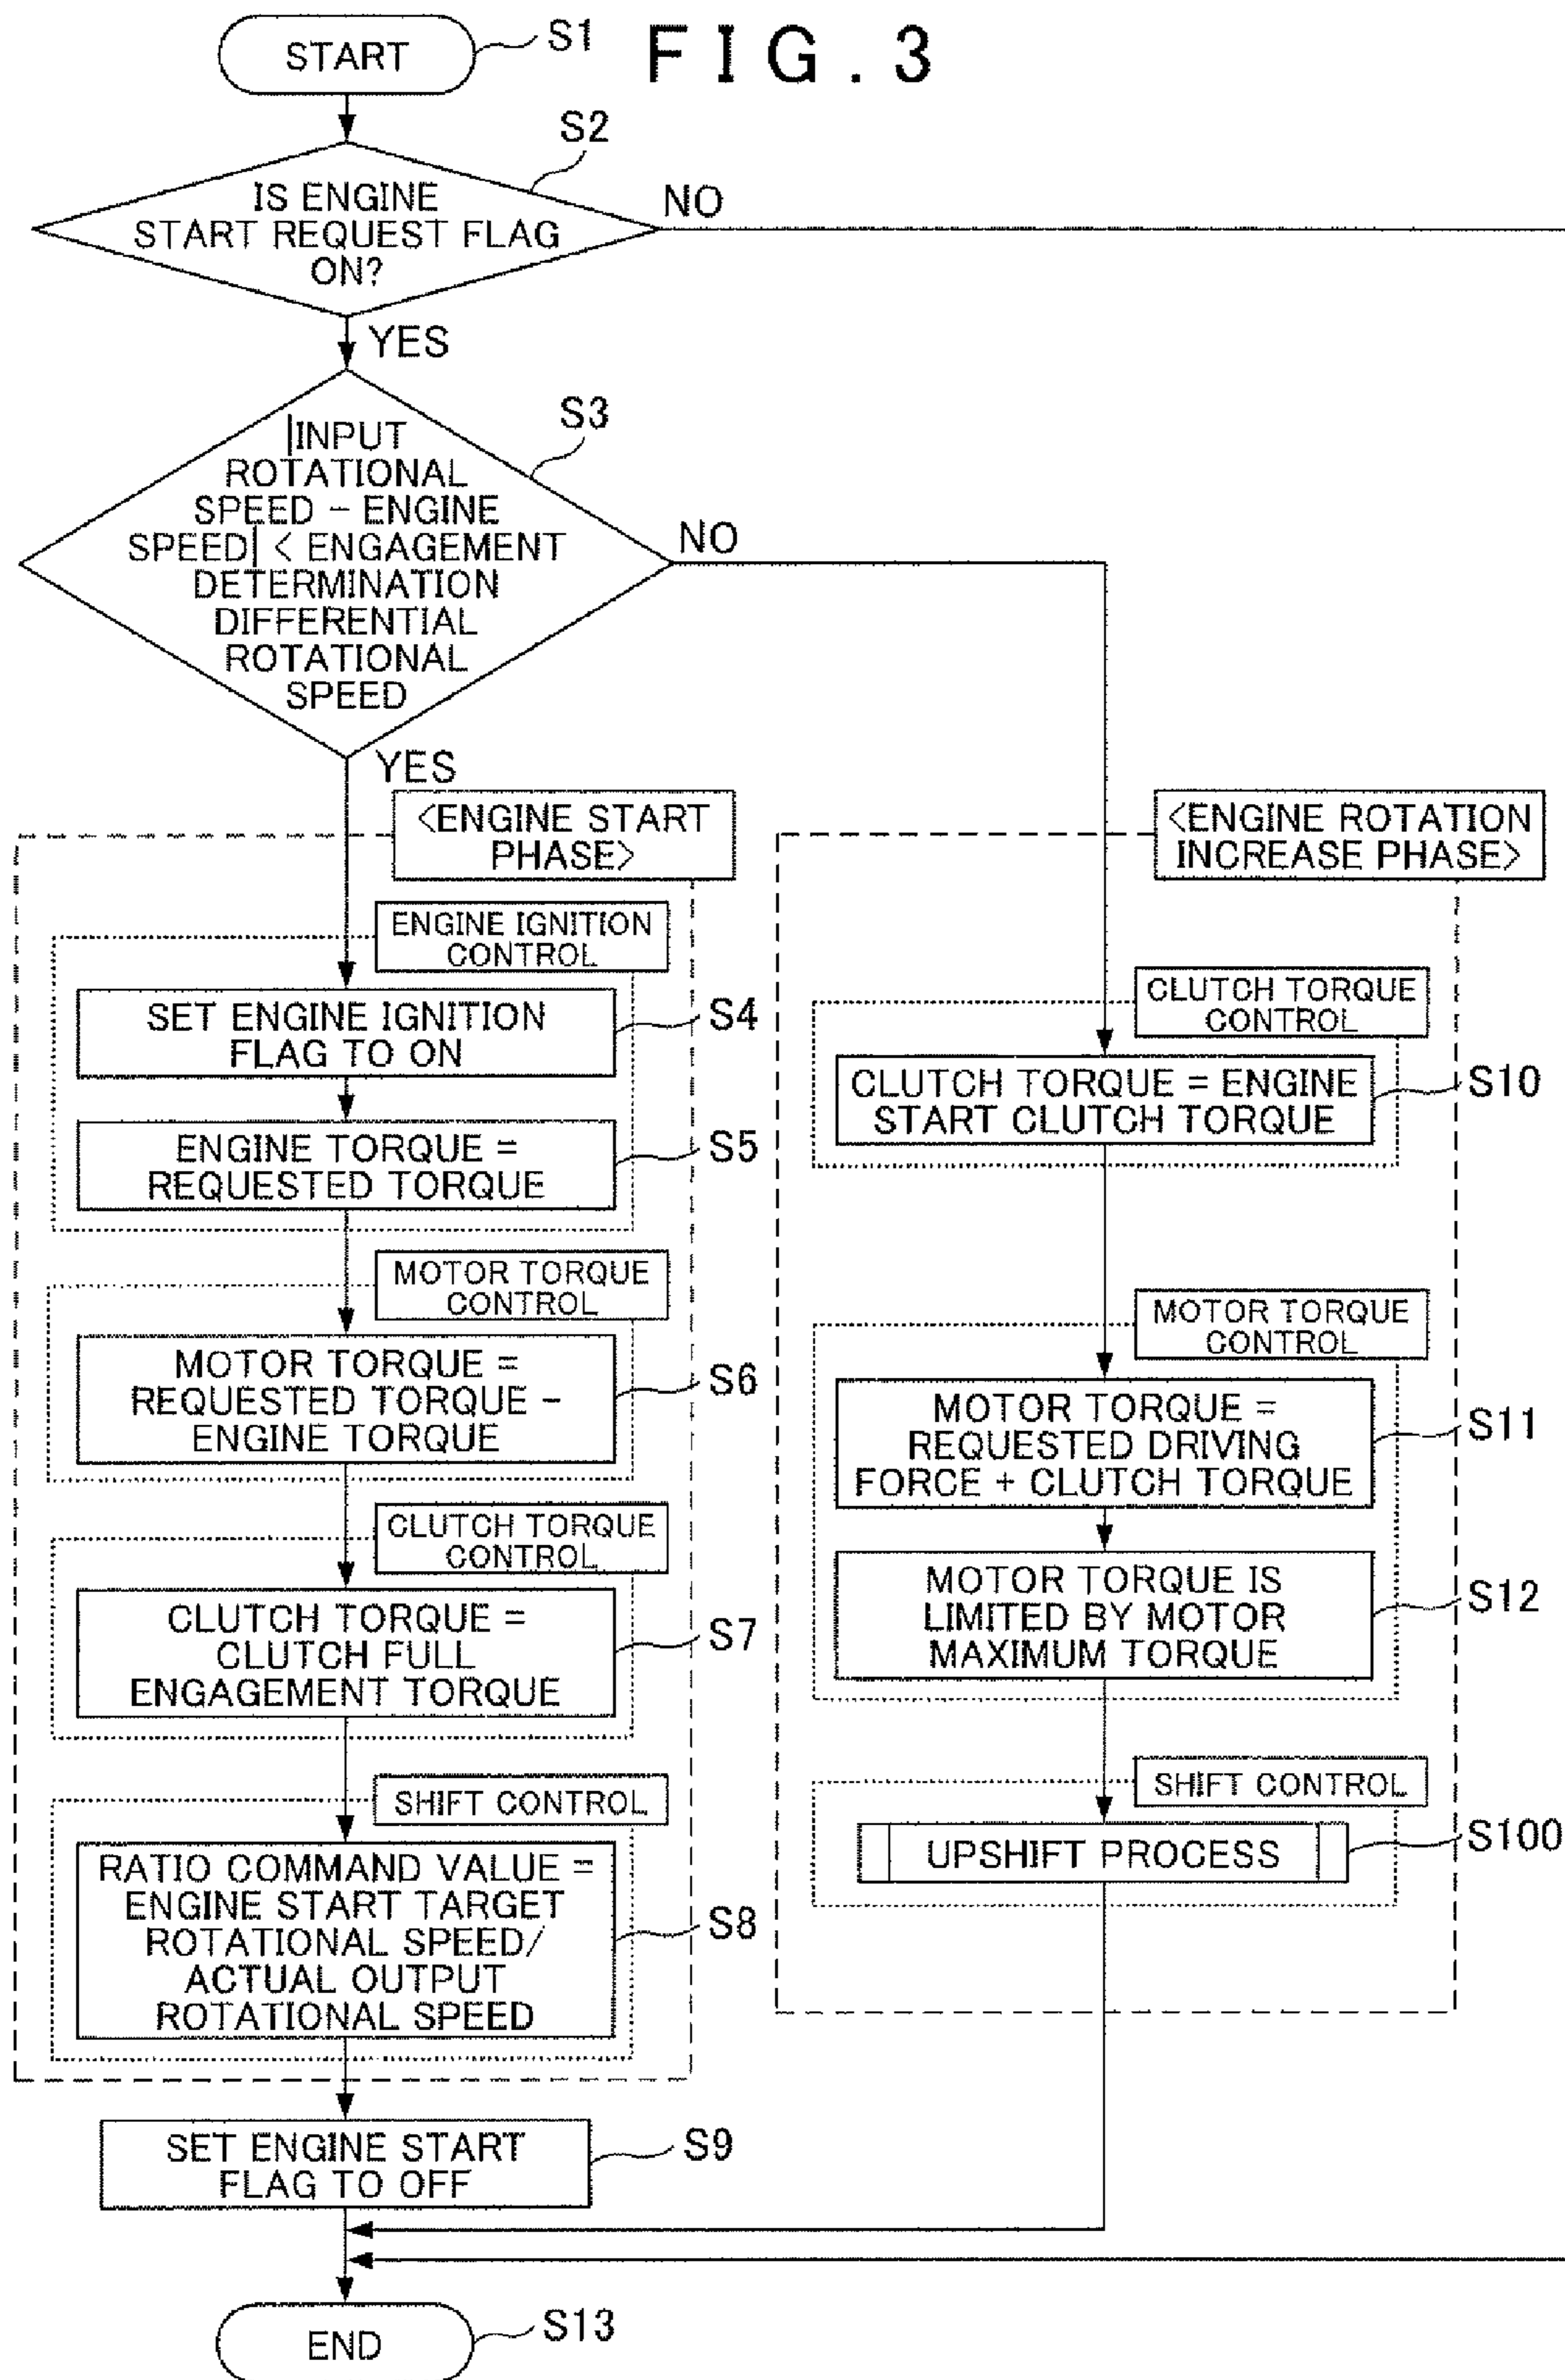 FIG. 3
START
S1
S2
IS ENGINE
START REQUEST FLAG
ON?
NO
YES
S3
|INPUT
ROTATIONAL
SPEED - ENGINE
SPEED| < ENGAGEMENT
DETERMINATION
DIFFERENTIAL
ROTATIONAL
SPEED
NO
YES
<ENGINE START
PHASE>
ENGINE IGNITION
CONTROL
SET ENGINE IGNITION
FLAG TO ON
S4
ENGINE TORQUE =
REQUESTED TORQUE
S5
MOTOR TORQUE
CONTROL
MOTOR TORQUE =
REQUESTED TORQUE -
ENGINE TORQUE
S6
CLUTCH TORQUE
CONTROL
CLUTCH TORQUE =
CLUTCH FULL
ENGAGEMENT TORQUE
S7
SHIFT CONTROL
RATIO COMMAND VALUE =
ENGINE START TARGET
ROTATIONAL SPEED/
ACTUAL OUTPUT
ROTATIONAL SPEED
S8
SET ENGINE START
FLAG TO OFF
S9
<ENGINE ROTATION
INCREASE PHASE>
CLUTCH TORQUE
CONTROL
CLUTCH TORQUE = ENGINE
START CLUTCH TORQUE
S10
MOTOR TORQUE
CONTROL
MOTOR TORQUE =
REQUESTED DRIVING
FORCE + CLUTCH TORQUE
S11
MOTOR TORQUE IS
LIMITED BY MOTOR
MAXIMUM TORQUE
S12
SHIFT CONTROL
UPSHIFT PROCESS
S100
END
S13